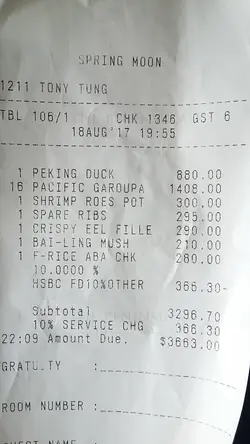 SPRING MOON
1211 TONY TUNG
TBL 106/1 CHK 1346 GST 6
18AUG'17 19:55
1 PEKING DUCK 880.00
16 PACIFIC GAROUPA 1408.00
1 SHRIMP ROES POT 300.00
1 SPARE RIBS 295.00
1 CRISPY EEL FILLE 290.00
1 BAI-LING MUSH 210.00
1 F-RICE ABA CHK 280.00
10.0000 %
HSBC FD10%OTHER 366.30-
Subtotal 3296.70
10% SERVICE CHG 366.30
22:09 Amount Due. $3663.00
GRATUITY :
ROOM NUMBER :
GUEST NAME :